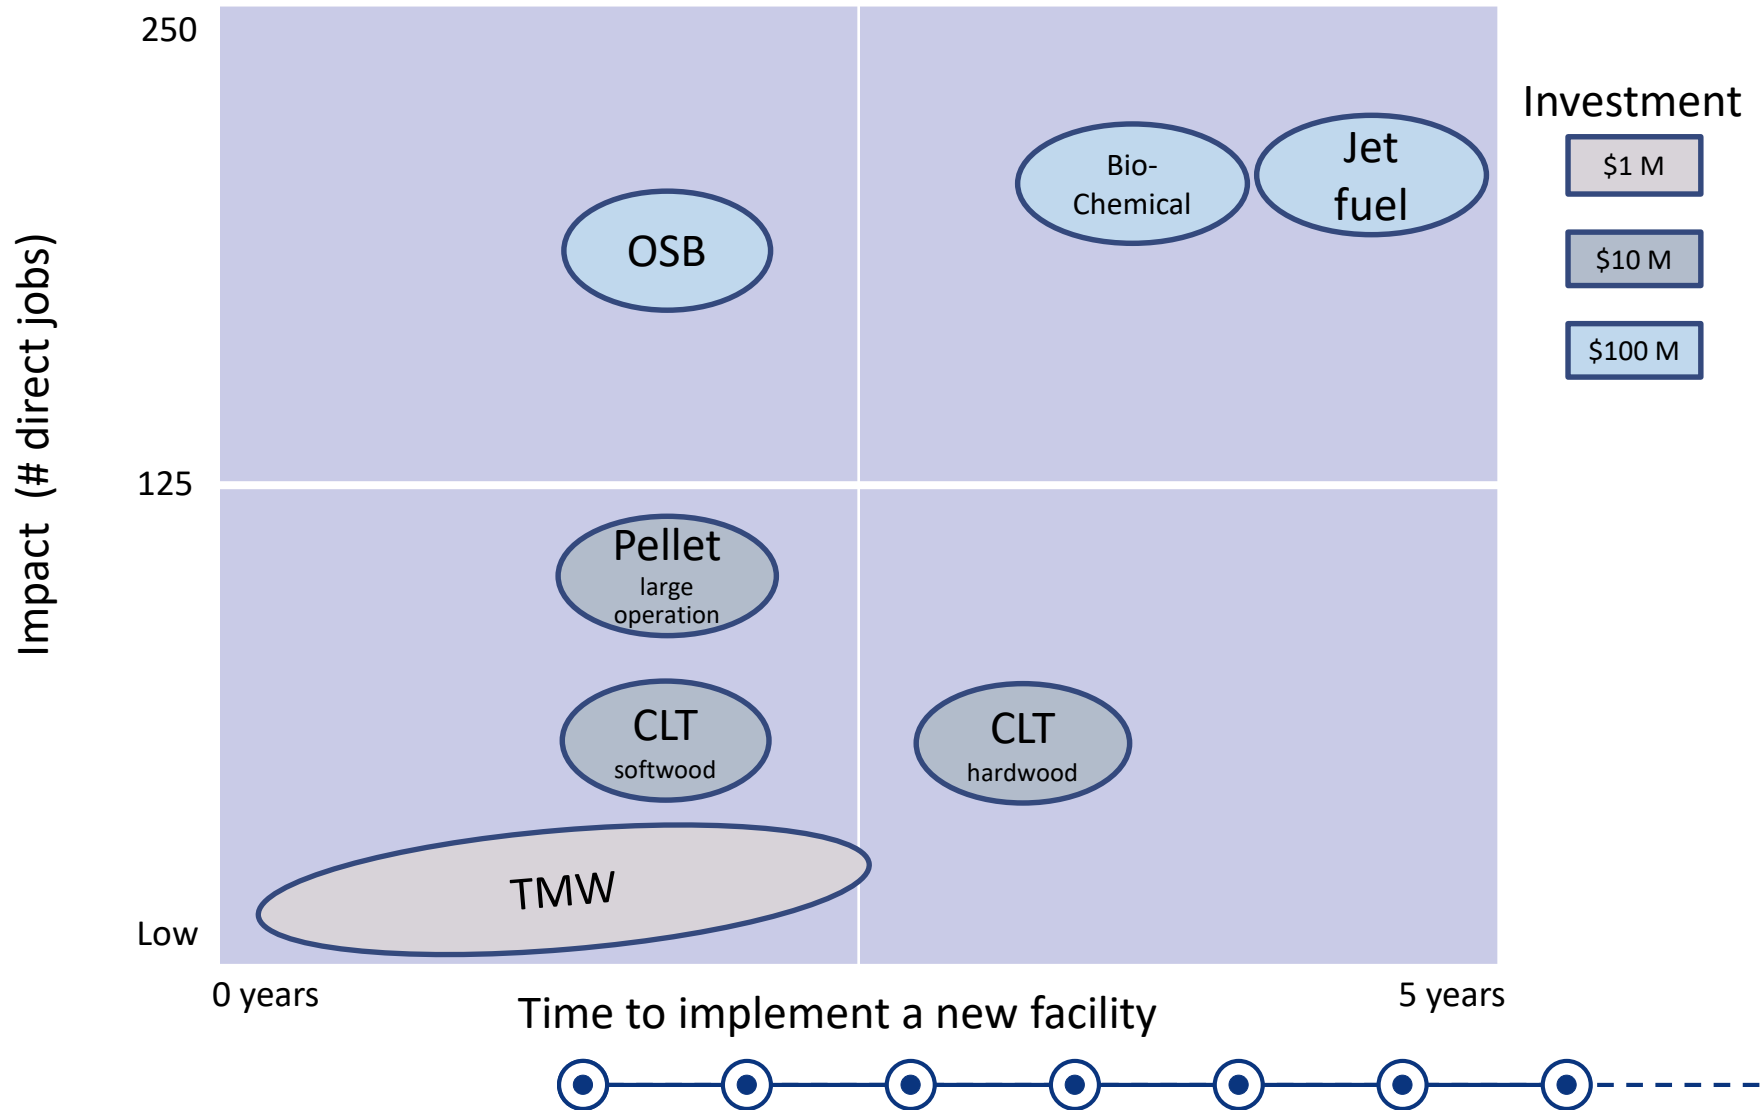 250
Investment
Jet
fuel
Bio-
Chemical
$1 M
OSB
$10 M
$100 M
Impact (# direct jobs)
125
Pellet
large
operation
CLT
softwood
CLT
hardwood
TMW
Low
0 years
5 years
Time to implement a new facility